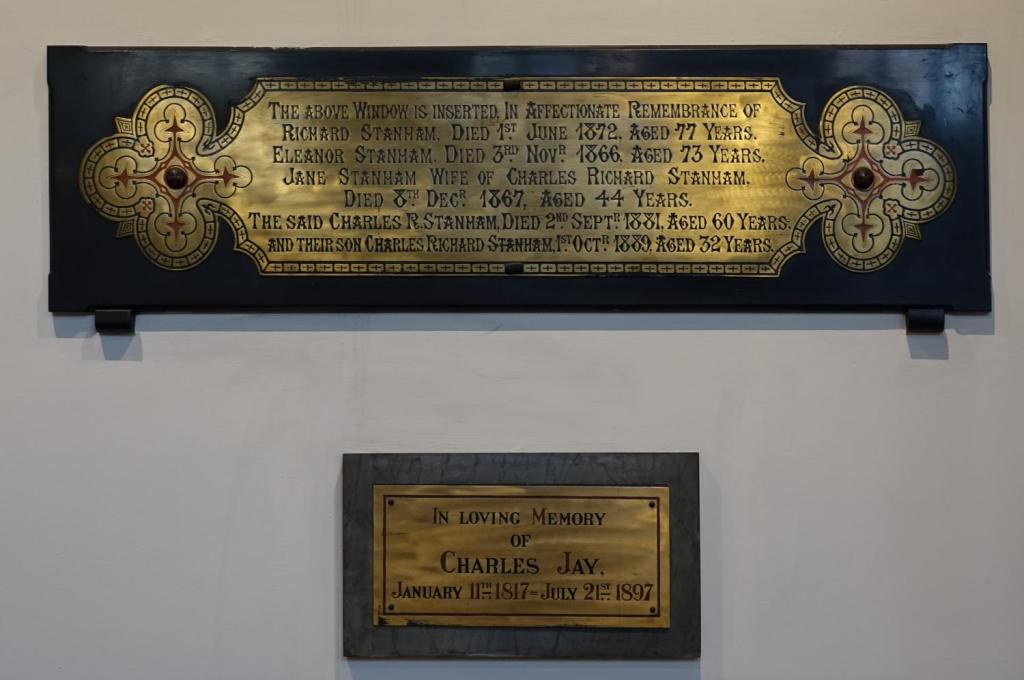 The above Window is inserted, In Affectionate Remembrance of
Richard Stanham, Died 1st June 1872, Aged 77 Years.
Eleanor Stanham, Died 3rd Novr 1866, Aged 73 Years.
Jane Stanham Wife of Charles Richard Stanham,
Died 8th Decr 1867, Aged 44 Years.
The said Charles R. Stanham, Died 2nd Septr 1881, Aged 60 Years:
and their son Charles Richard Stanham, 1st Octr 1889, Aged 32 Years.
In loving Memory
of
Charles Jay,
January 11th 1817=July 21st 1897